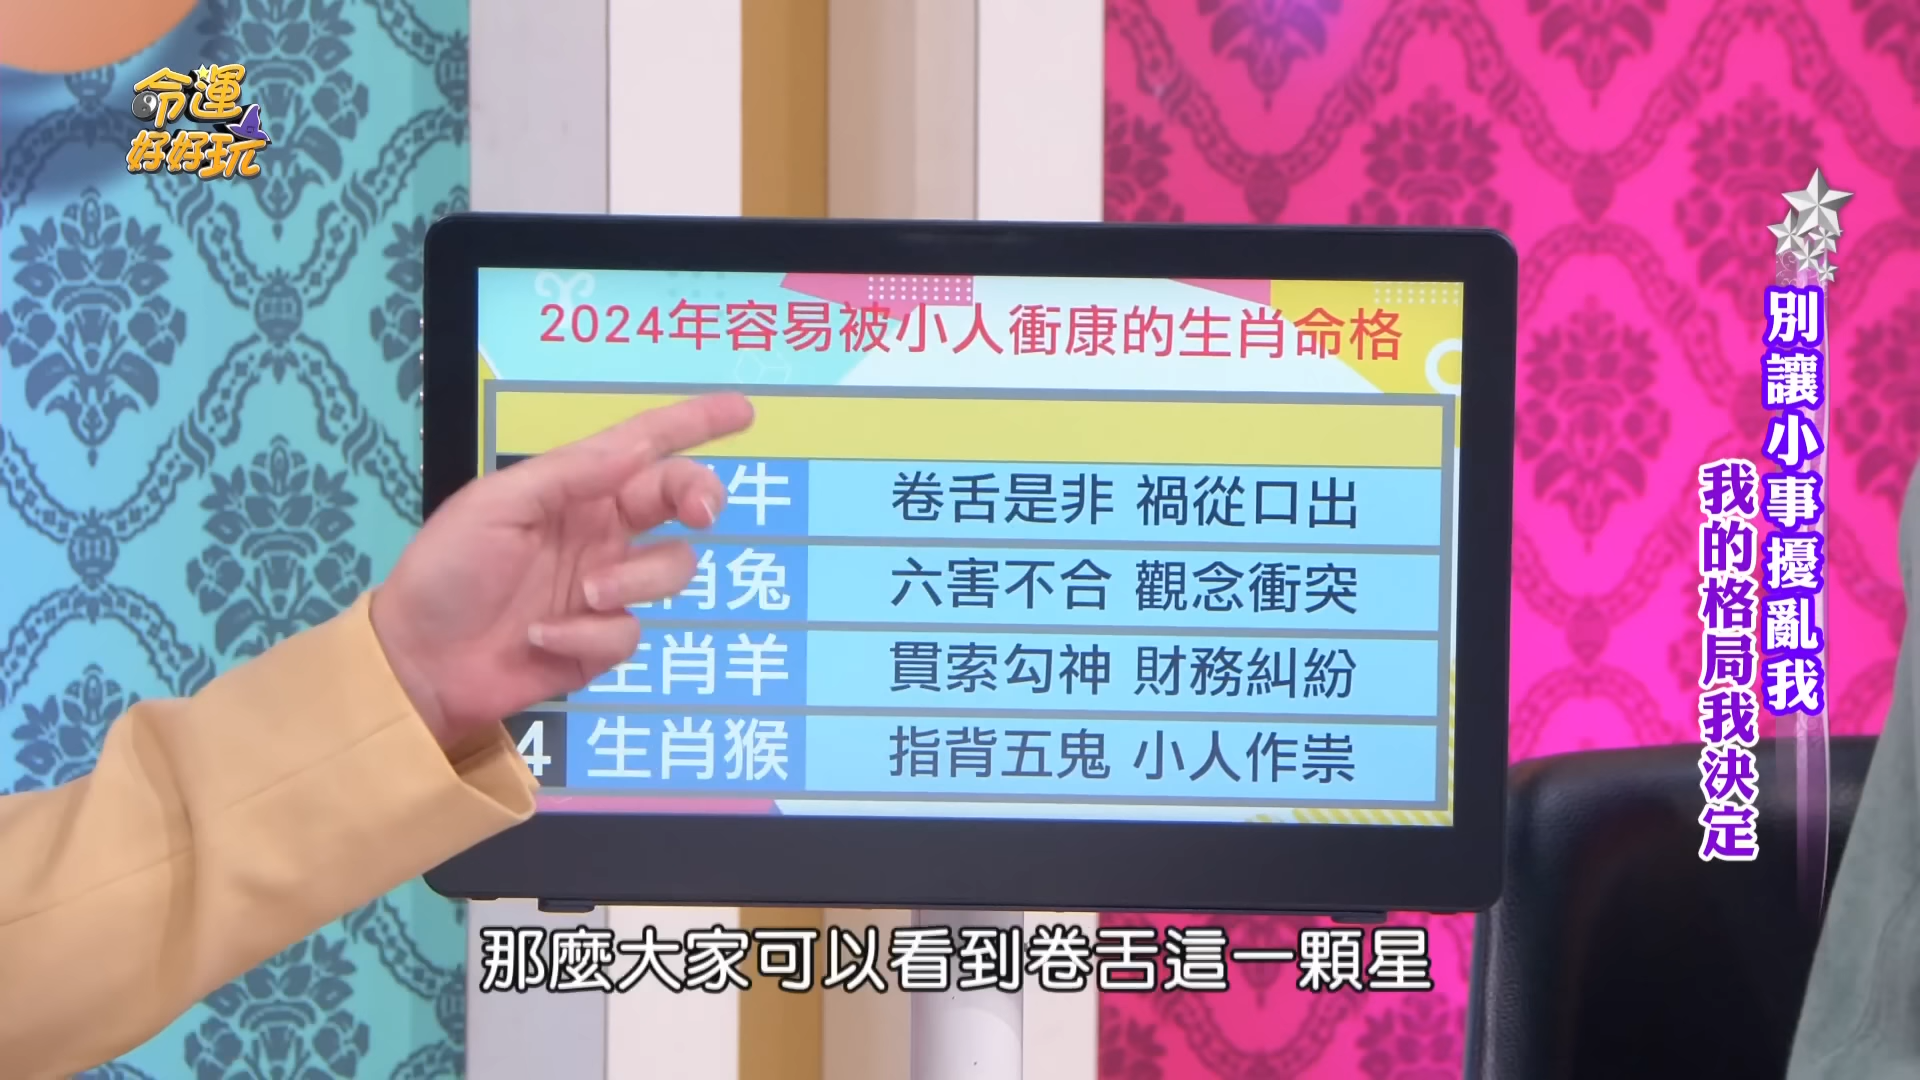 命運
好好玩
2024年容易被小人衝康的生肖命格
牛 卷舌是非 禍從口出
肖兔 六害不合 觀念衝突
生肖羊 貫索勾神 財務糾紛
4 生肖猴 指背五鬼 小人作祟
別讓小事擾亂我
我的格局我決定
那麼大家可以看到卷舌這一顆星